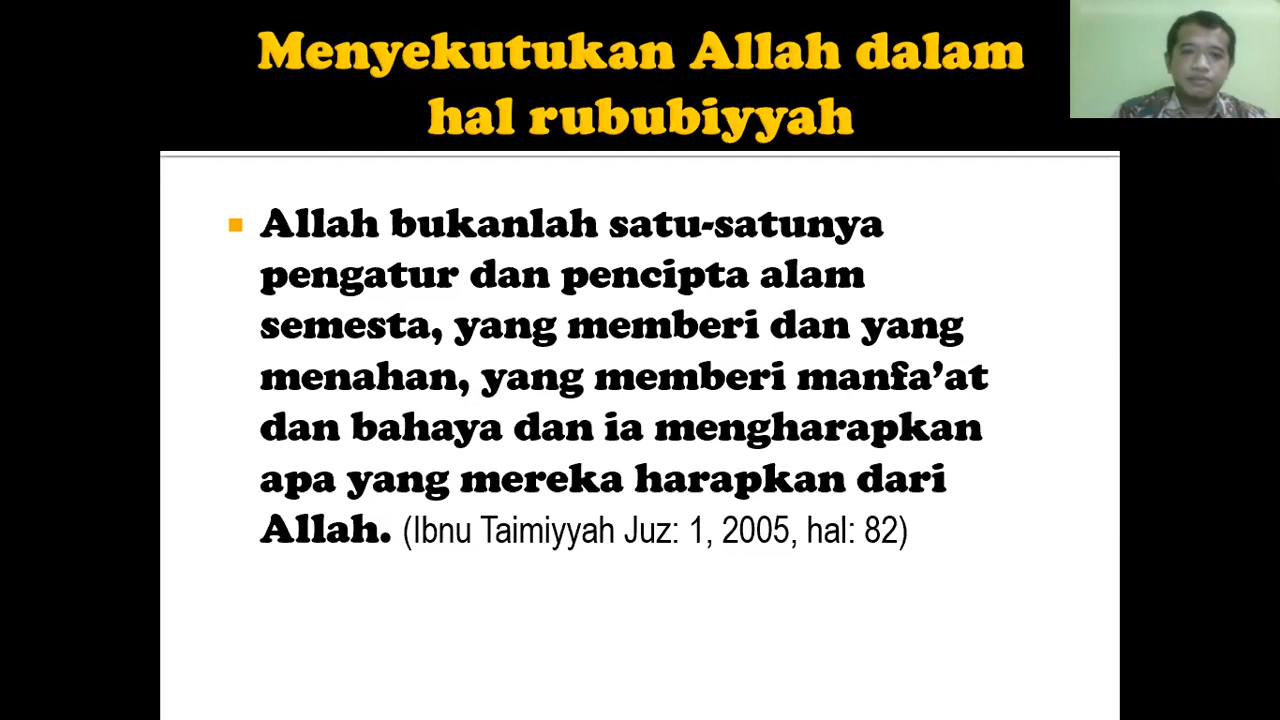 Menyekutukan Allah dalam
hal rububiyyah
Allah bukanlah satu-satunya
pengatur dan pencipta alam
semesta, yang memberi dan yang
menahan, yang memberi manfa’at
dan bahaya dan ia mengharapkan
apa yang mereka harapkan dari
Allah. (Ibnu Taimiyyah Juz: 1, 2005, hal: 82)